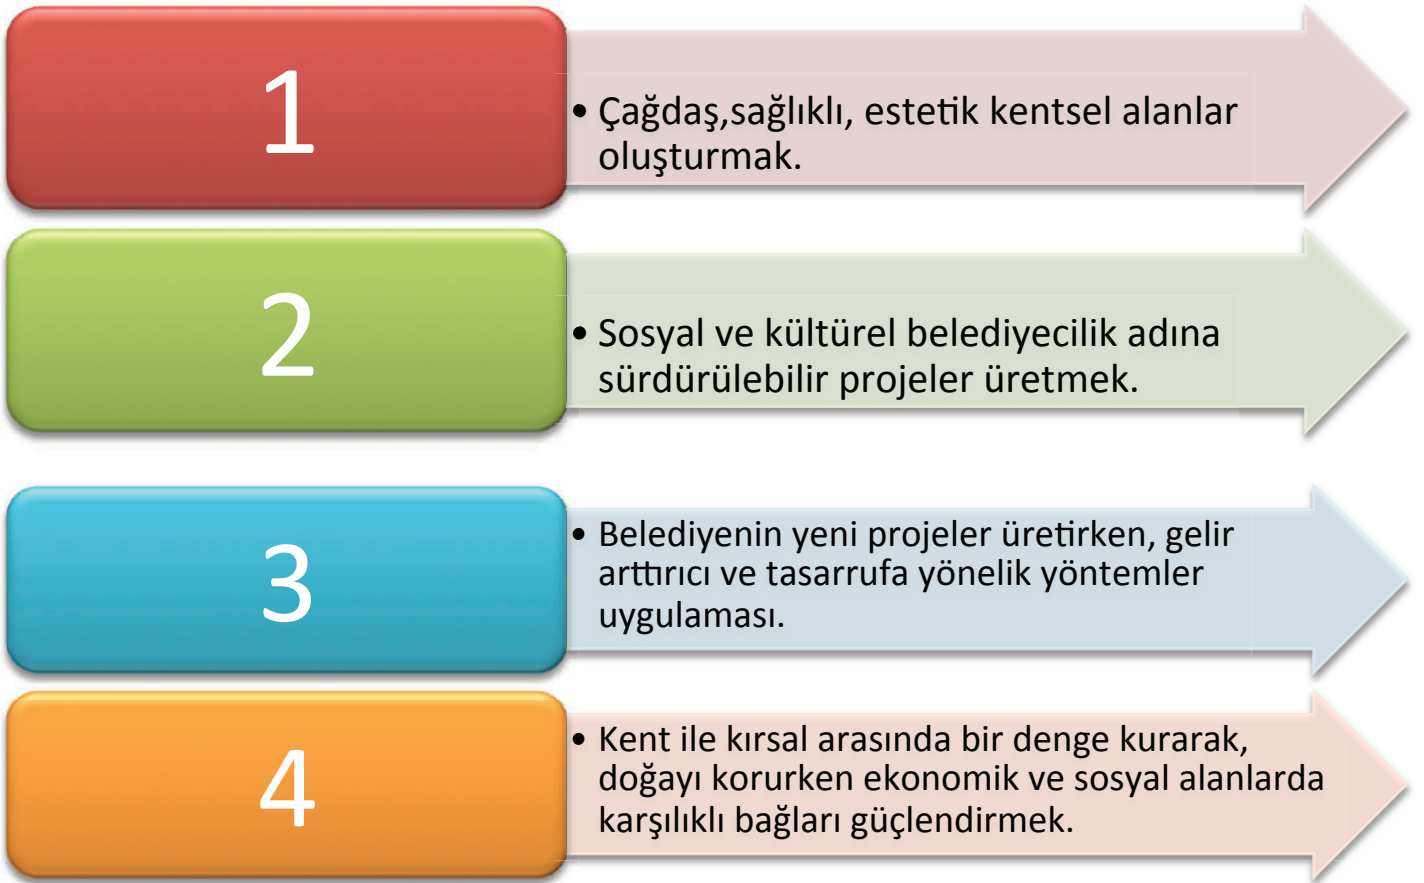 1
• Çağdaş,sağlıklı, estetik kentsel alanlar
oluşturmak.
2
• Sosyal ve kültürel belediyecilik adına
sürdürülebilir projeler üretmek.
3
• Belediyenin yeni projeler üretirken, gelir
arttırıcı ve tasarrufa yönelik yöntemler
uygulaması.
4
• Kent ile kırsal arasında bir denge kurarak,
doğayı korurken ekonomik ve sosyal alanlarda
karşılıklı bağları güçlendirmek.